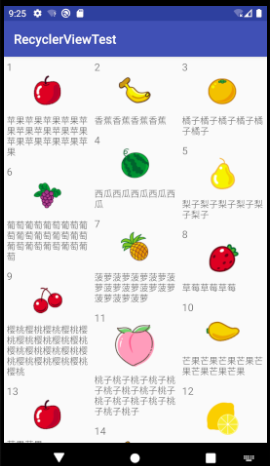 9:25
RecyclerViewTest
1
苹果苹果苹果苹果苹
果苹果苹果苹果苹果
苹果苹果苹果苹果苹
果
2
香蕉香蕉香蕉香蕉
3
橘子橘子橘子橘子橘
子橘子
4
西瓜西瓜西瓜西瓜西
瓜
5
梨子梨子梨子梨子梨
子梨子
6
葡萄葡萄葡萄葡萄葡
萄葡萄葡萄葡萄葡萄
葡萄葡萄葡萄葡萄葡
萄
7
菠萝菠萝菠萝菠萝菠
萝菠萝菠萝菠萝菠萝
菠萝菠萝菠萝
8
草莓草莓草莓
9
樱桃樱桃樱桃樱桃樱
桃樱桃樱桃樱桃樱桃
樱桃樱桃樱桃樱桃樱
桃樱桃樱桃樱桃樱桃
樱桃
10
芒果芒果芒果芒果芒
果芒果芒果芒果
11
桃子桃子桃子桃子桃
子桃子桃子桃子桃子
桃子桃子桃子桃子桃
子桃子桃子
12
13
14